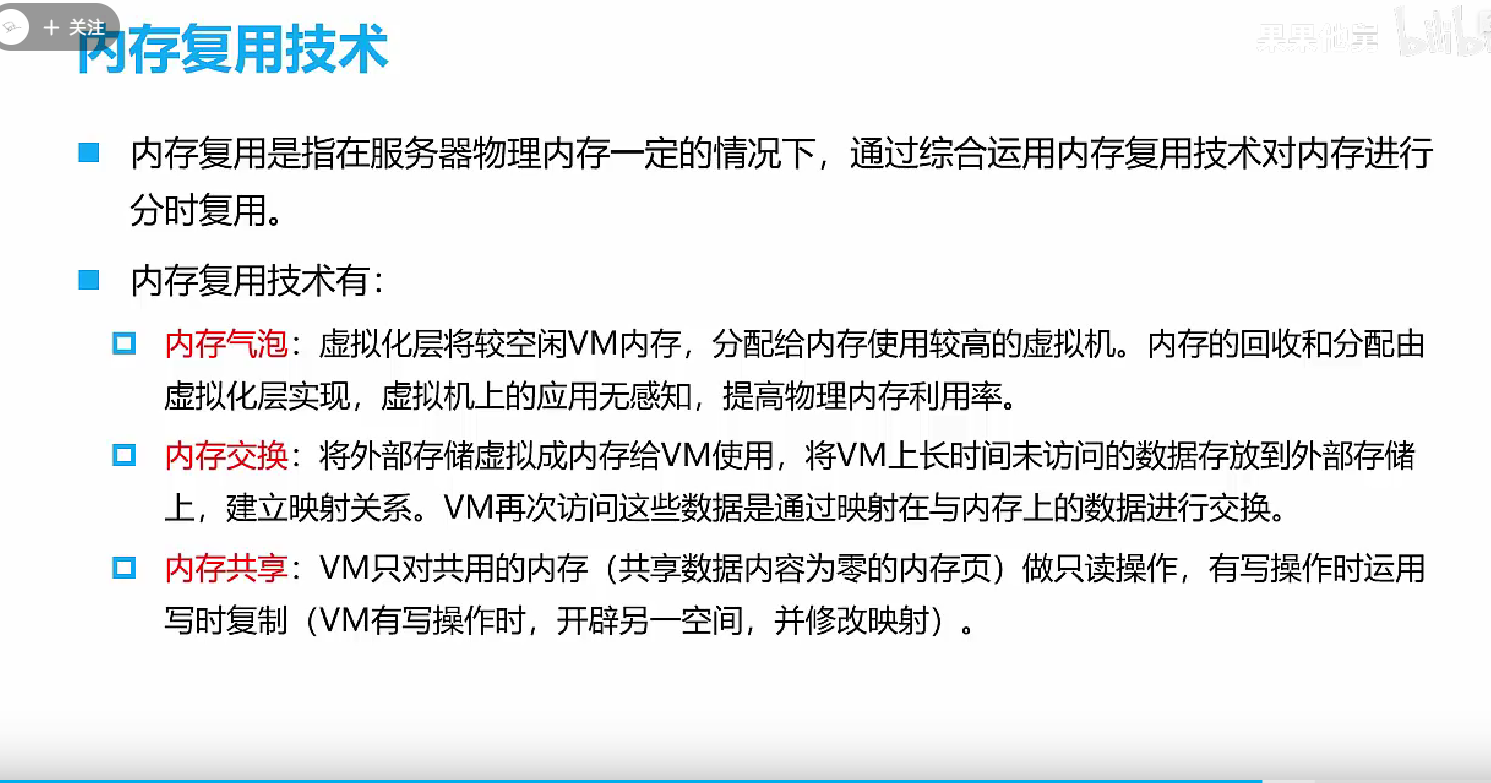 + 关注
内存复用技术
内存复用是指在服务器物理内存一定的情况下，通过综合运用内存复用技术对内存进行
分时复用。
内存复用技术有：
内存气泡：虚拟化层将较空闲VM内存，分配给内存使用较高的虚拟机。内存的回收和分配由
虚拟化层实现，虚拟机上的应用无感知，提高物理内存利用率。
内存交换：将外部存储虚拟成内存给VM使用，将VM上长时间未访问的数据存放到外部存储
上，建立映射关系。VM再次访问这些数据是通过映射在与内存上的数据进行交换。
内存共享：VM只对共用的内存（共享数据内容为零的内存页）做只读操作，有写操作时运用
写时复制（VM有写操作时，开辟另一空间，并修改映射）。